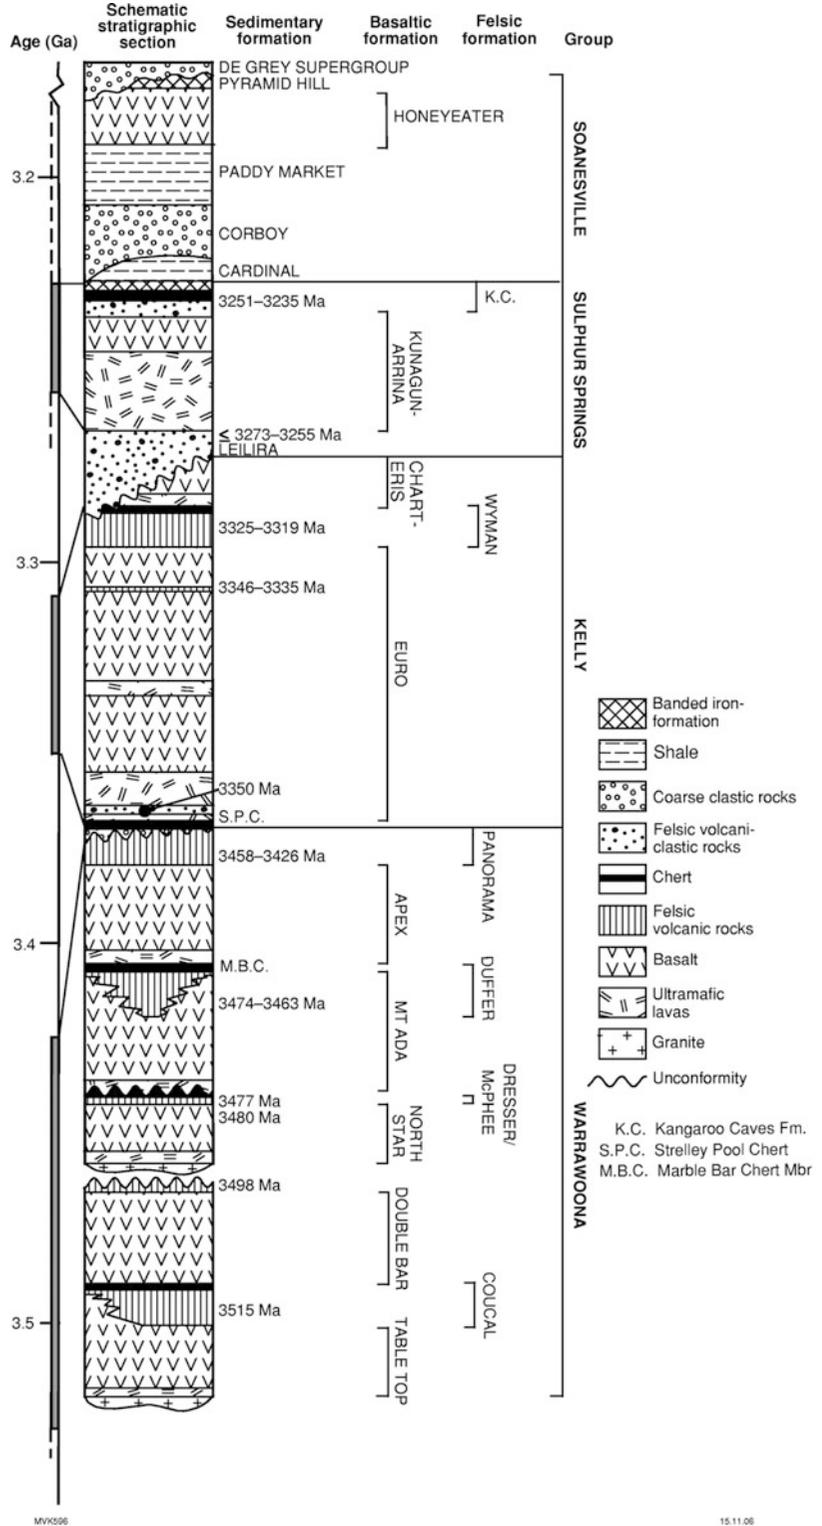 Age (Ga)
Schematic
stratigraphic
section
Sedimentary
formation
Basaltic
formation
Felsic
formation
Group
DE GREY SUPERGROUP
PYRAMID HILL
HONEYEATER
3.2
PADDY MARKET
CORBOY
CARDINAL
SOANESVILLE
3251–3235 Ma
K.C.
KUNAGUN-
ARRINA
SULPHUR SPRINGS
≤ 3273–3255 Ma
LEILIRA
CHART-
ERIS
WYMAN
3325–3319 Ma
3.3
3346–3335 Ma
EURO
KELLY
3350 Ma
S.P.C.
3458–3426 Ma
PANORAMA
APEX
3.4
M.B.C.
DUFFER
3474–3463 Ma
MT ADA
3477 Ma
DRESSER/
McPHEE
3480 Ma
NORTH
STAR
WARRAWOONA
3498 Ma
DOUBLE BAR
COUCAL
3515 Ma
3.5
TABLE TOP
Banded iron-
formation
Shale
Coarse clastic rocks
Felsic volcani-
clastic rocks
Chert
Felsic
volcanic rocks
Basalt
Ultramafic
lavas
Granite
Unconformity
K.C. Kangaroo Caves Fm.
S.P.C. Strelley Pool Chert
M.B.C. Marble Bar Chert Mbr
MVK596
15.11.06